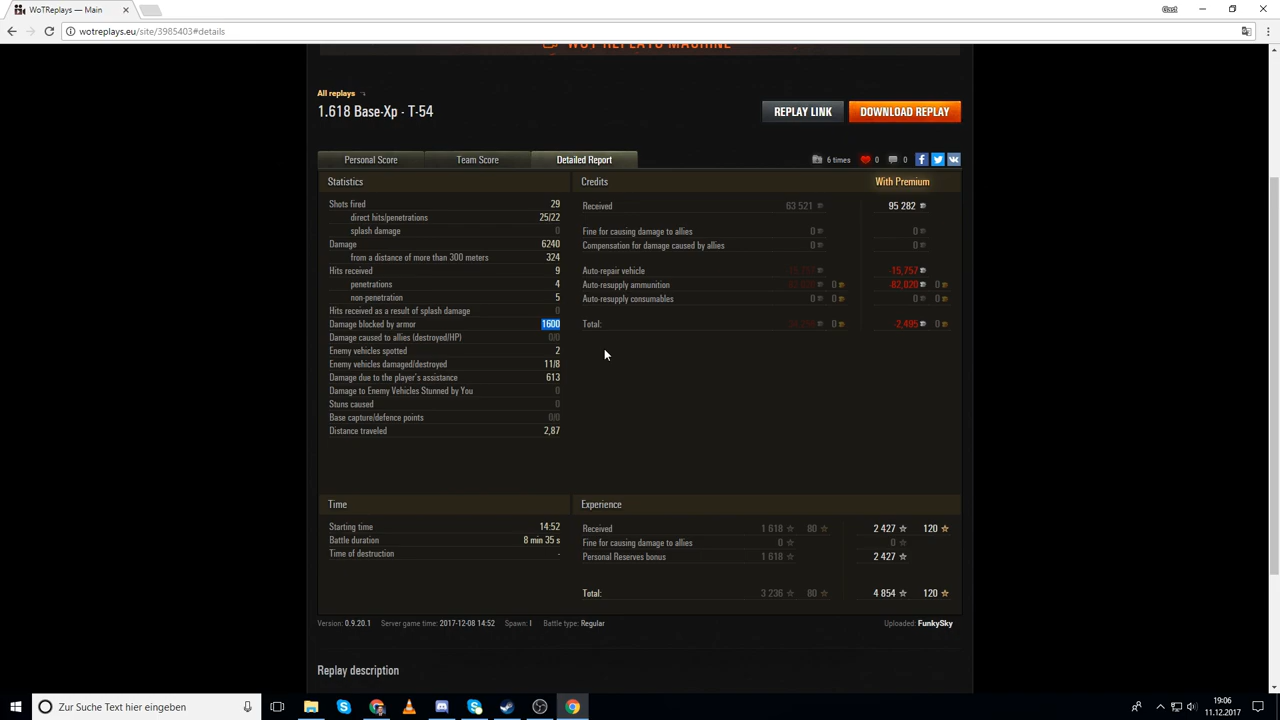 WoTReplays — Main
Gast
wotreplays.eu/site/3985403#details
WOT REPLAYS MACHINE
All replays
1.618 Base-Xp - T-54
REPLAY LINK
DOWNLOAD REPLAY
Personal Score
Team Score
Detailed Report
6 times
0
0
Statistics
Shots fired 29
direct hits/penetrations 25/22
splash damage 0
Damage 6240
from a distance of more than 300 meters 324
Hits received 9
penetrations 4
non-penetration 5
Hits received as a result of splash damage 0
Damage blocked by armor 1600
Damage caused to allies (destroyed/HP) 0/0
Enemy vehicles spotted 2
Enemy vehicles damaged/destroyed 11/8
Damage due to the player's assistance 613
Damage to Enemy Vehicles Stunned by You 0
Stuns caused 0
Base capture/defence points 0/0
Distance traveled 2,87
Credits With Premium
Received 63 521 95 282
Fine for causing damage to allies 0 0
Compensation for damage caused by allies 0 0
Auto-repair vehicle -15,757 -15,757
Auto-resupply ammunition 0 -82,020 0
Auto-resupply consumables 0 0 0 0
Total: 0 -2,495 0
Time
Starting time 14:52
Battle duration 8 min 35 s
Time of destruction -
Experience
Received 1 618 80 2 427 120
Fine for causing damage to allies 0 0
Personal Reserves bonus 1 618 2 427
Total: 3 236 80 4 854 120
Version: 0.9.20.1 Server game time: 2017-12-08 14:52 Spawn: I Battle type: Regular Uploaded: FunkySky
Replay description
Zur Suche Text hier eingeben
19:06
11.12.2017